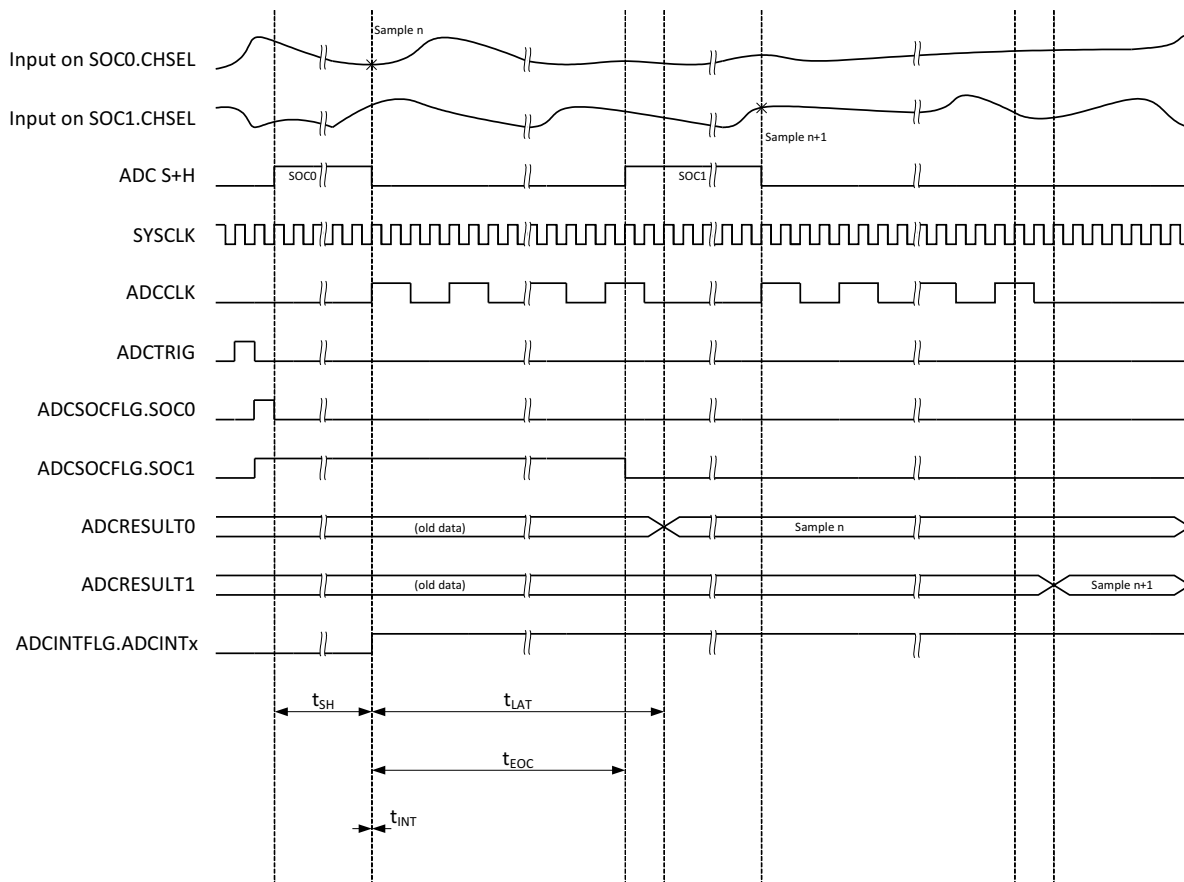 Sample n
Input on SOC0.CHSEL
Input on SOC1.CHSEL
Sample n+1
ADC S+H
SOC0
SOC1
SYSCLK
ADCCLK
ADCTRIG
ADCSOCFLG.SOC0
ADCSOCFLG.SOC1
ADCRESULT0
(old data)
Sample n
ADCRESULT1
(old data)
Sample n+1
ADCINTFLG.ADCINTx
tSH
tLAT
tEOC
tINT